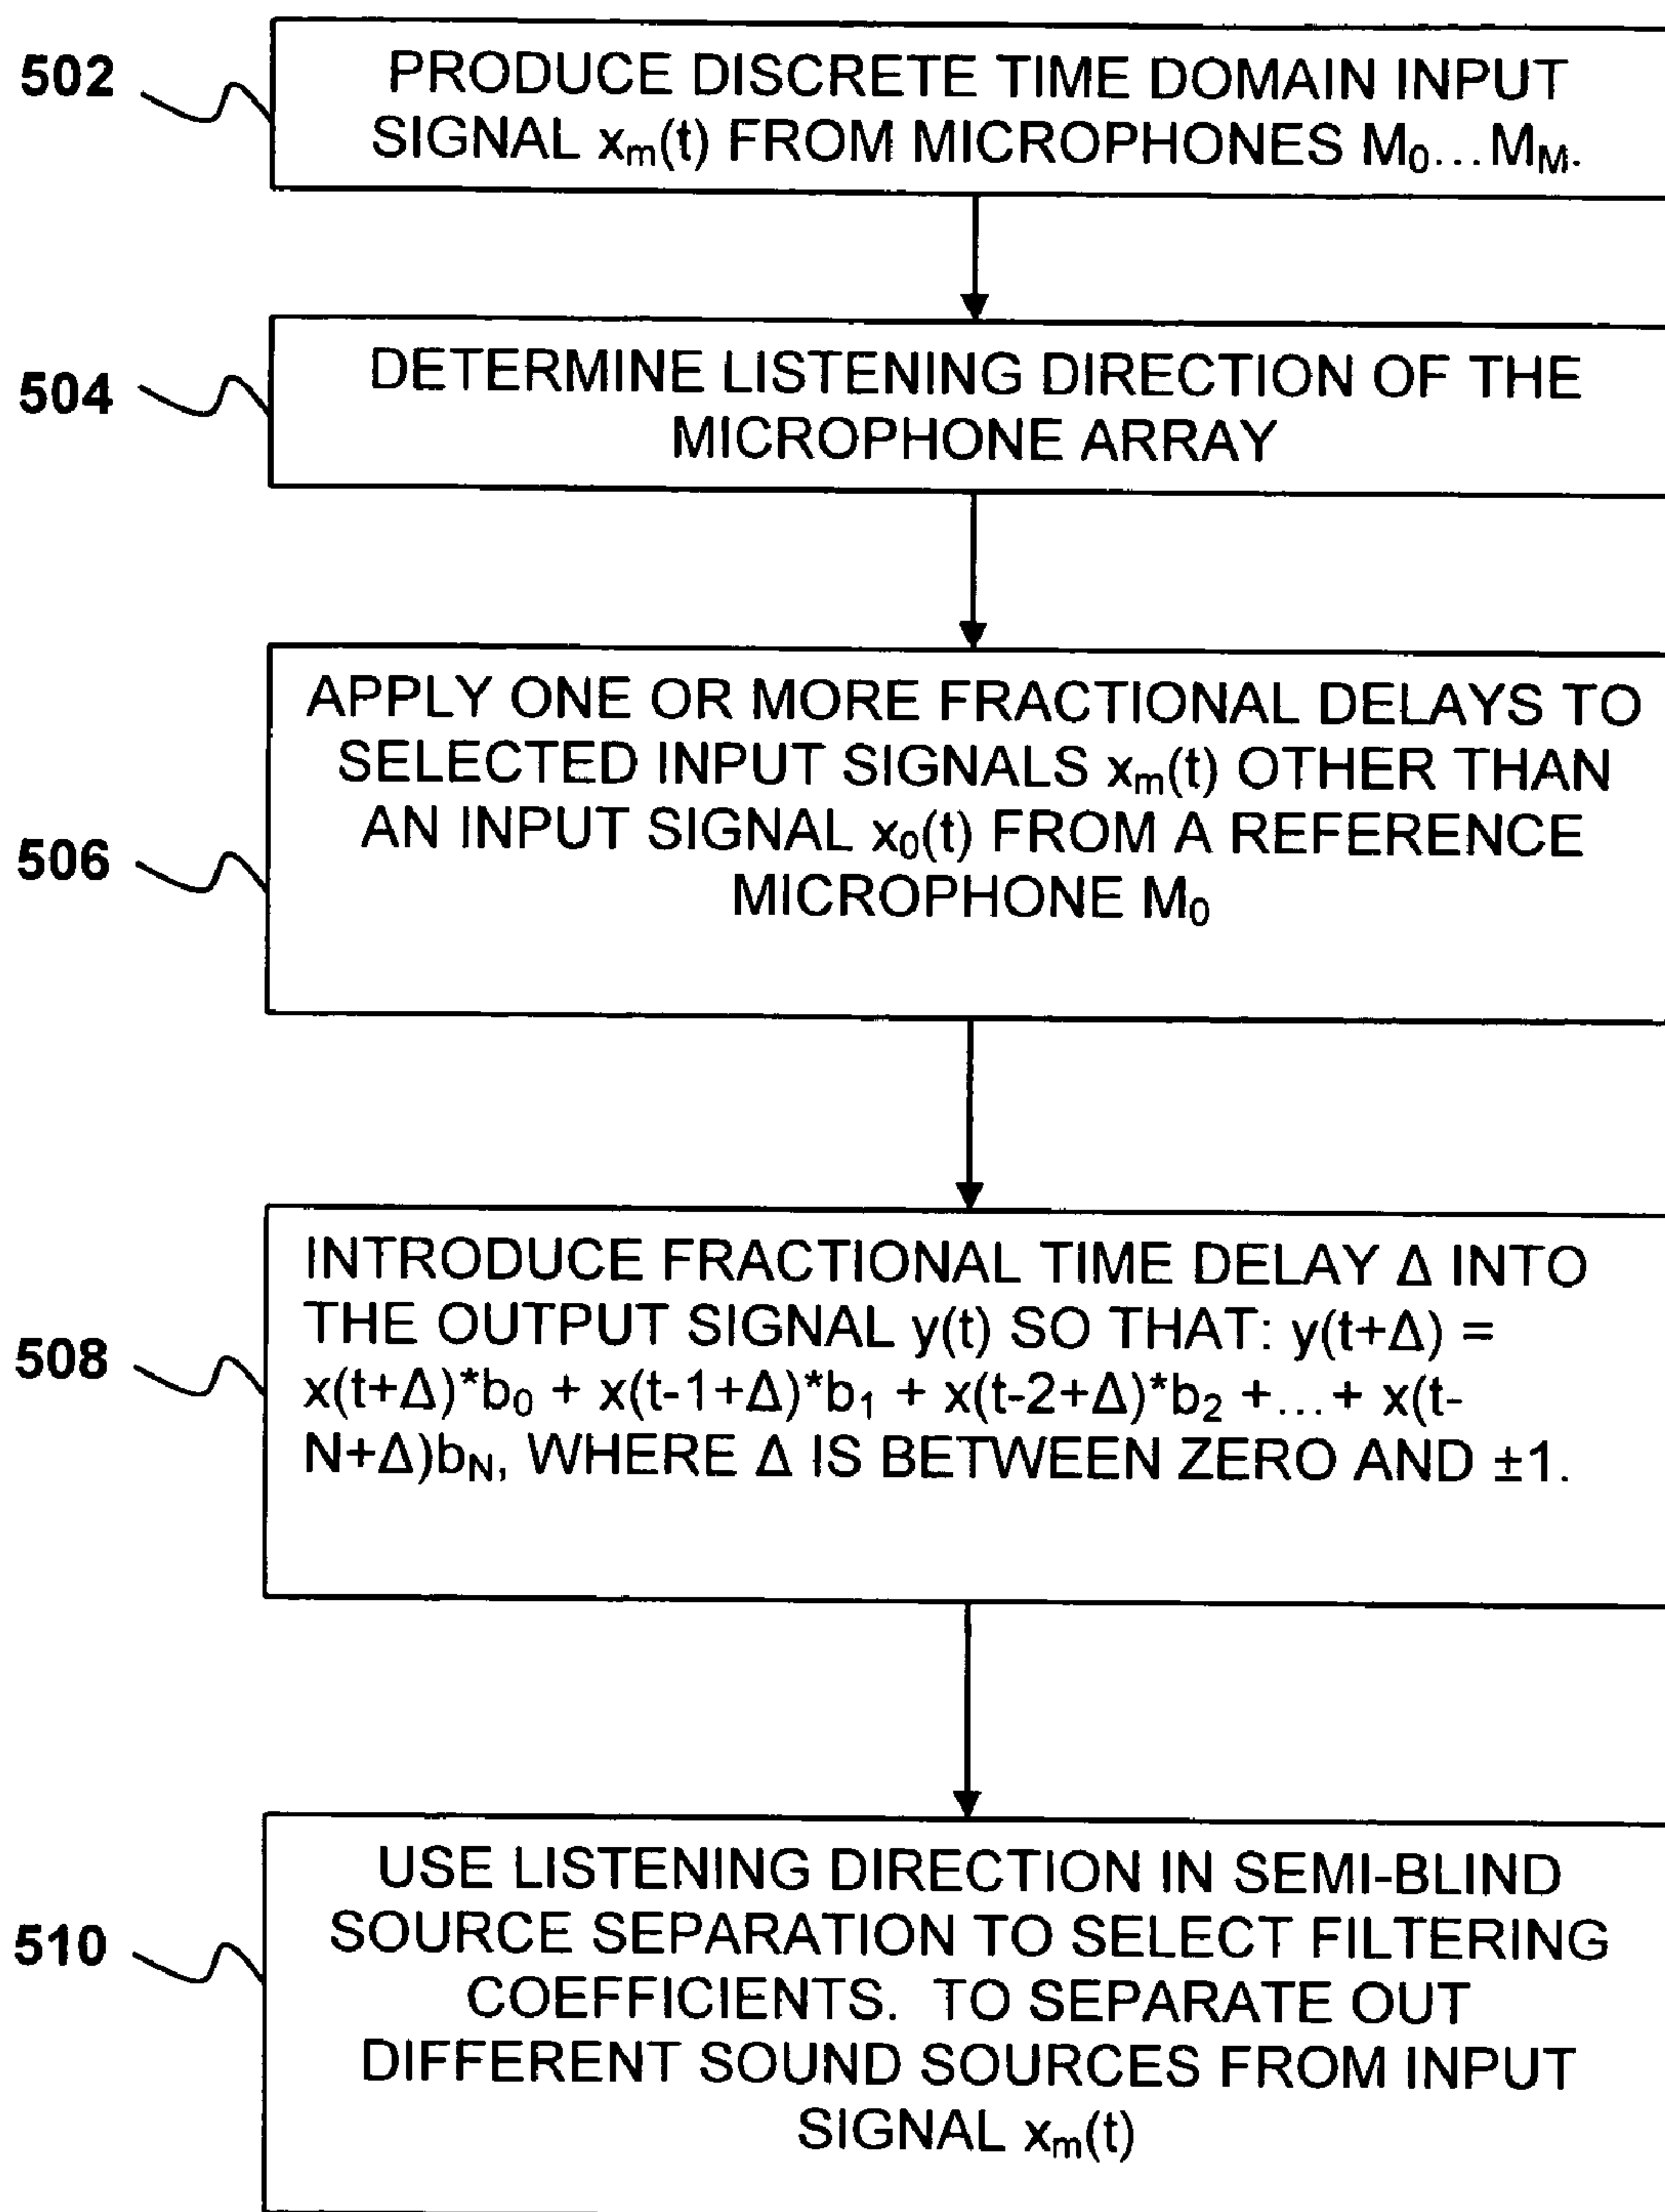 502
PRODUCE DISCRETE TIME DOMAIN INPUT
SIGNAL xₘ(t) FROM MICROPHONES M₀...M_M.
504
DETERMINE LISTENING DIRECTION OF THE
MICROPHONE ARRAY
506
APPLY ONE OR MORE FRACTIONAL DELAYS TO
SELECTED INPUT SIGNALS xₘ(t) OTHER THAN
AN INPUT SIGNAL x₀(t) FROM A REFERENCE
MICROPHONE M₀
508
INTRODUCE FRACTIONAL TIME DELAY Δ INTO
THE OUTPUT SIGNAL y(t) SO THAT: y(t+Δ) =
x(t+Δ)*b₀ + x(t-1+Δ)*b₁ + x(t-2+Δ)*b₂ +...+ x(t-
N+Δ)b_N, WHERE Δ IS BETWEEN ZERO AND ±1.
510
USE LISTENING DIRECTION IN SEMI-BLIND
SOURCE SEPARATION TO SELECT FILTERING
COEFFICIENTS. TO SEPARATE OUT
DIFFERENT SOUND SOURCES FROM INPUT
SIGNAL xₘ(t)